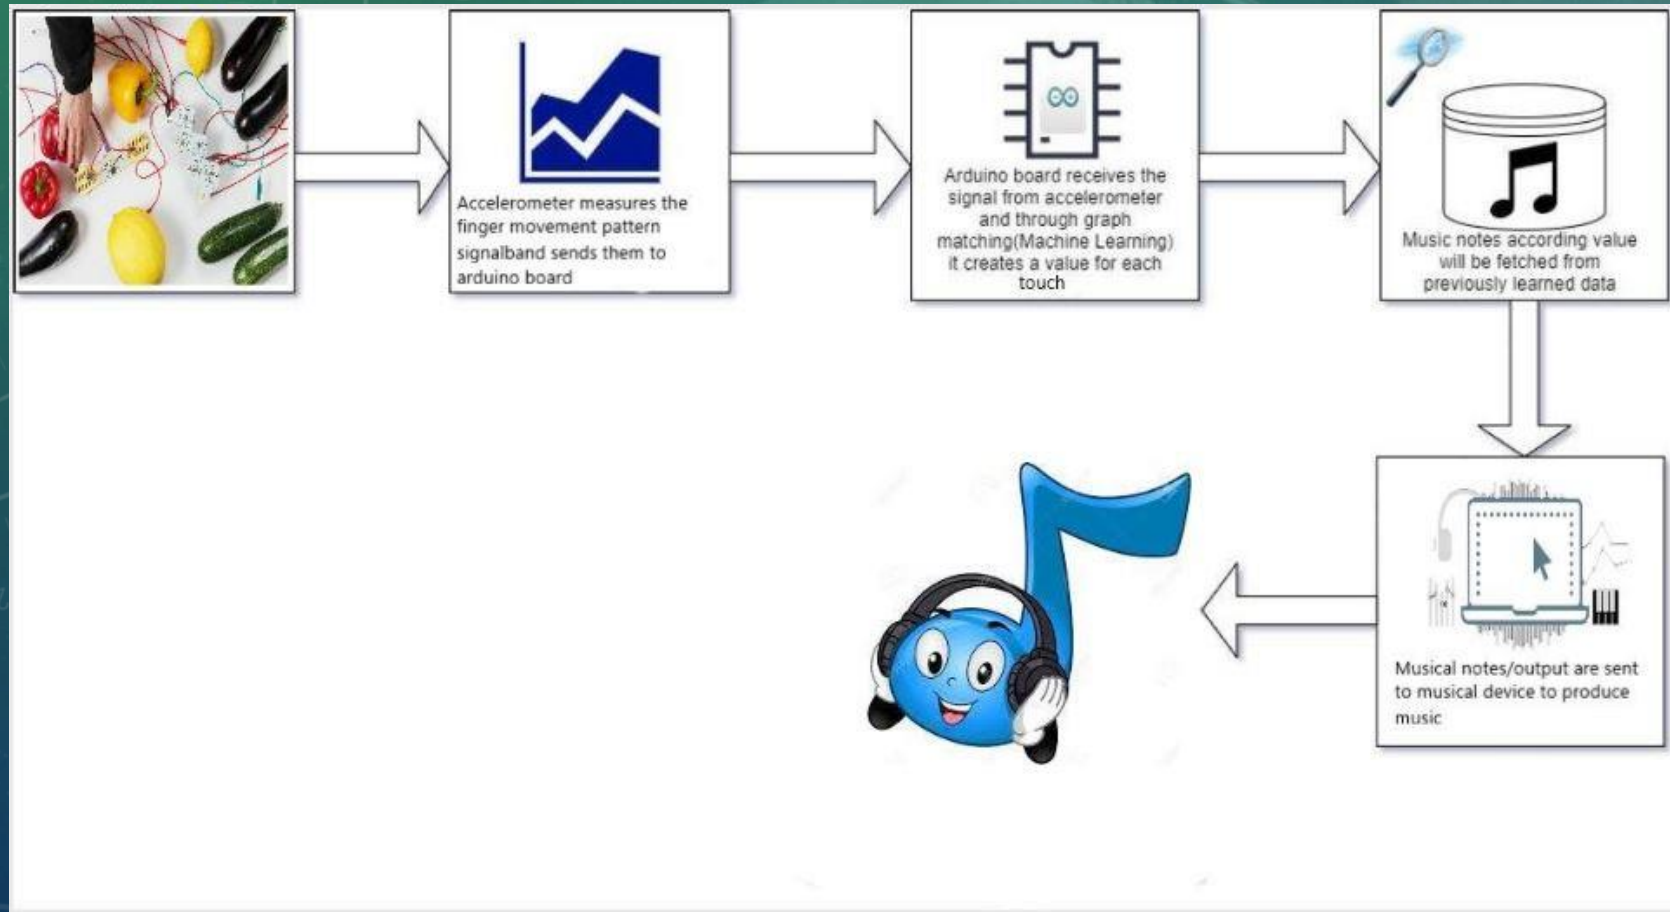 Accelerometer measures the
finger movement pattern
signalband sends them to
arduino board
Arduino board receives the
signal from accelerometer
and through graph
matching(Machine Learning)
it creates a value for each
touch
Music notes according value
will be fetched from
previously learned data
Musical notes/output are sent
to musical device to produce
music